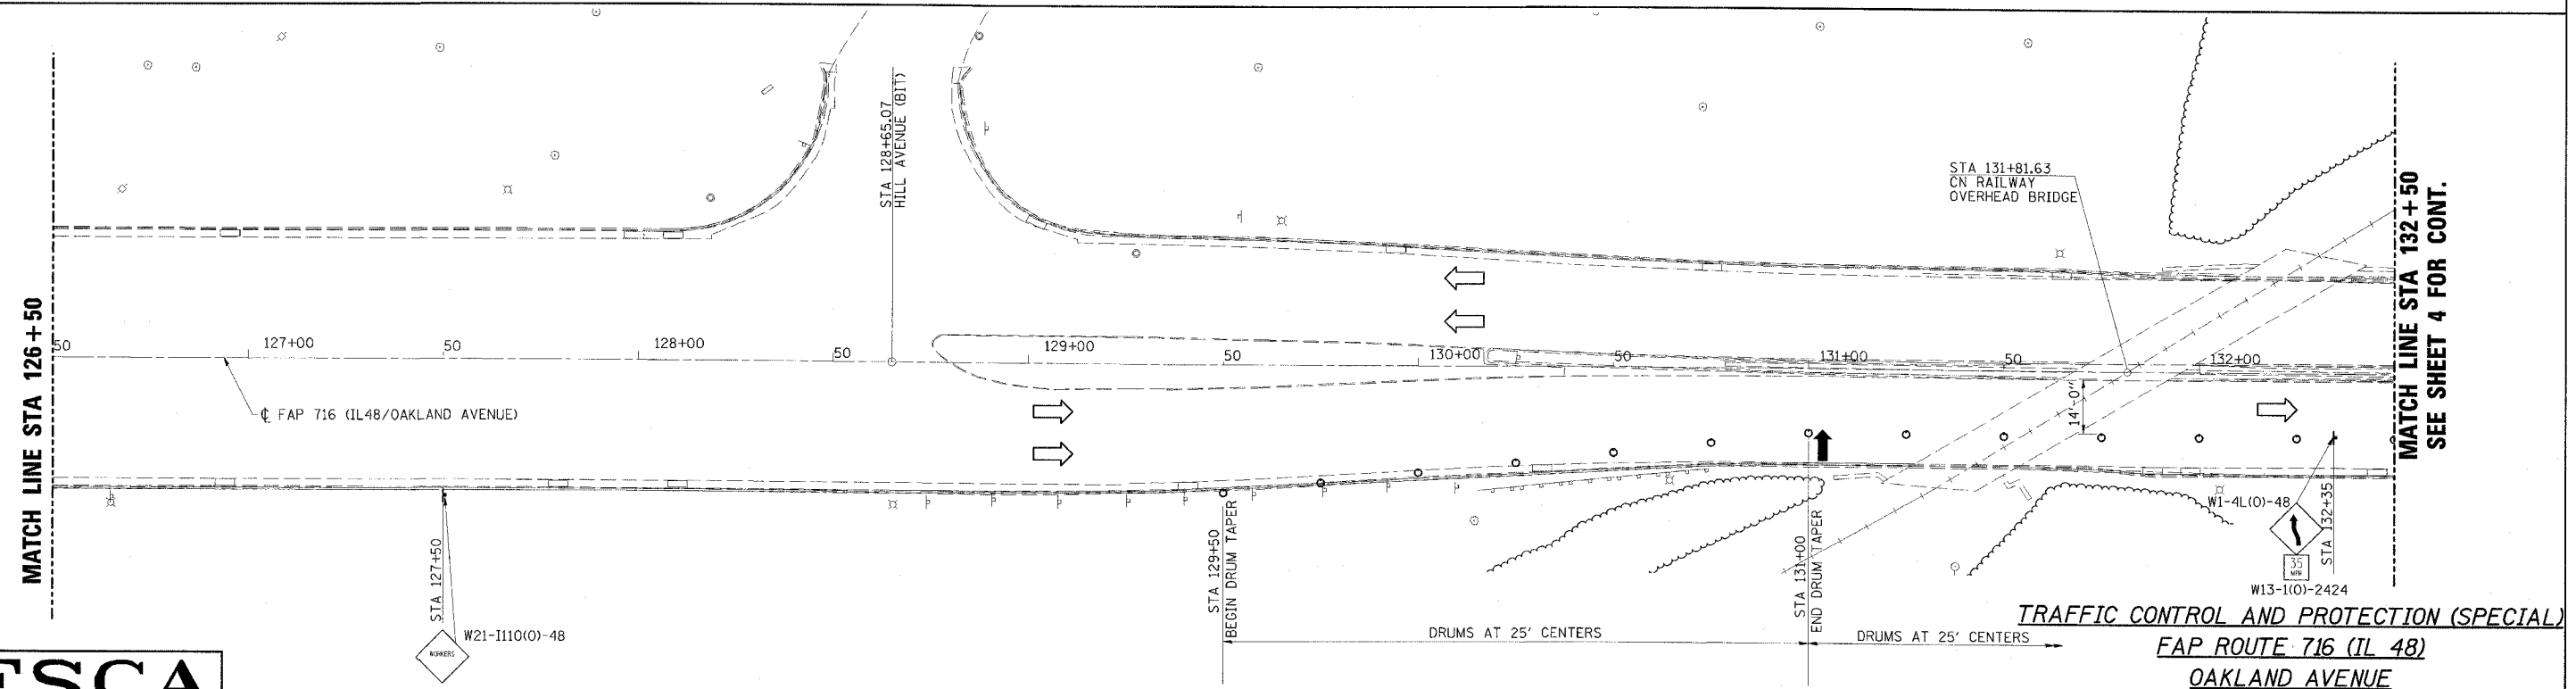 MATCH LINE STA 126+50
STA 128+65.07
HILL AVENUE (BIT)
STA 131+81.63
CN RAILWAY
OVERHEAD BRIDGE
MATCH LINE STA 132+50
SEE SHEET 4 FOR CONT.
50 127+00 50 128+00 50 129+00 50 130+00 50 131+00 50 132+00
℄ FAP 716 (IL48/OAKLAND AVENUE)
14'-0"
STA 127+50
WORKERS
W21-I110(O)-48
STA 129+50
BEGIN DRUM TAPER
DRUMS AT 25' CENTERS
STA 131+00
END DRUM TAPER
DRUMS AT 25' CENTERS
W1-4L(O)-48
35
MPH
STA 132+35
W13-1(O)-2424
TRAFFIC CONTROL AND PROTECTION (SPECIAL)
FAP ROUTE 716 (IL 48)
OAKLAND AVENUE
ESCA